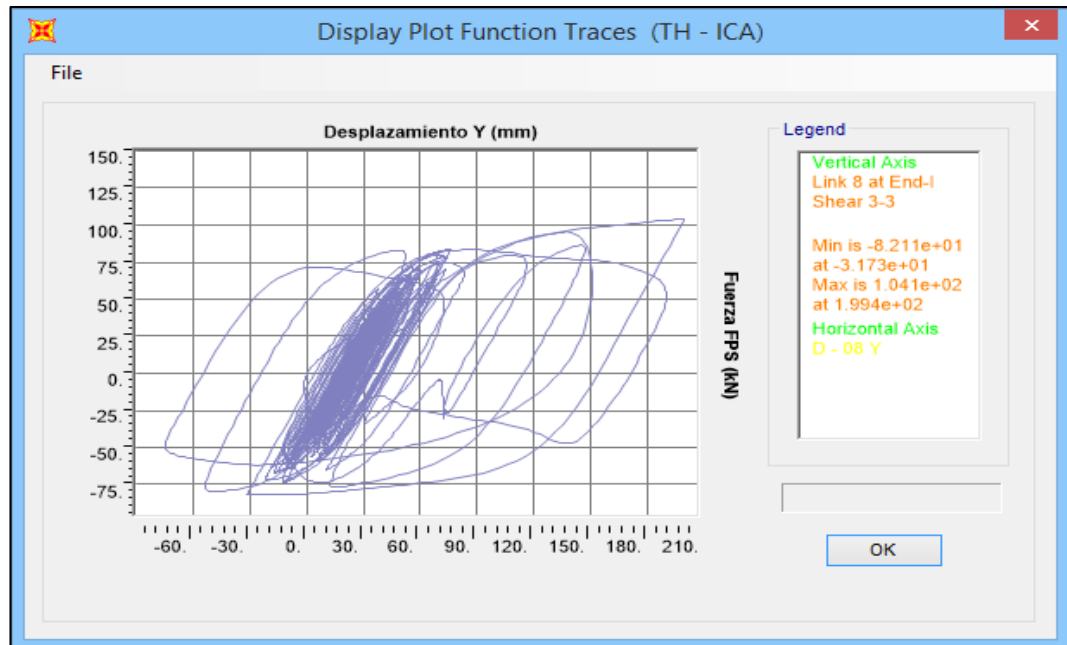 Display Plot Function Traces (TH - ICA)
File
Desplazamiento Y (mm)
150.
125.
100.
75.
50.
25.
0.
-25.
-50.
-75.
-60. -30. 0. 30. 60. 90. 120. 150. 180. 210.
Fuerza FPS (kN)
Legend
Vertical Axis
Link 8 at End-I
Shear 3-3
Min is -8.211e+01
at -3.173e+01
Max is 1.041e+02
at 1.994e+02
Horizontal Axis
D - 08 Y
OK